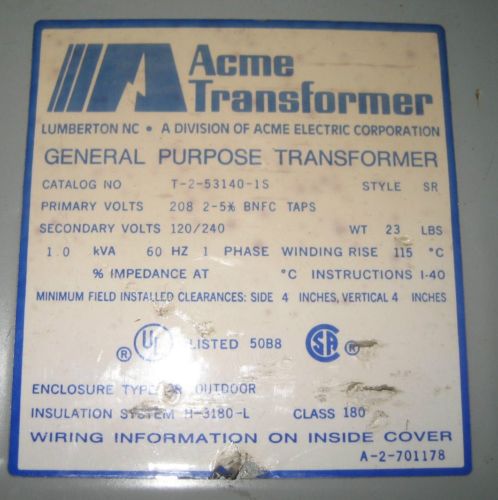 Acme
Transformer
LUMBERTON NC • A DIVISION OF ACME ELECTRIC CORPORATION
GENERAL PURPOSE TRANSFORMER
CATALOG NO T-2-53140-1S STYLE SR
PRIMARY VOLTS 208 2-5% BNFC TAPS
SECONDARY VOLTS 120/240 WT 23 LBS
1.0 kVA 60 HZ 1 PHASE WINDING RISE 115 °C
% IMPEDANCE AT °C INSTRUCTIONS I-40
MINIMUM FIELD INSTALLED CLEARANCES: SIDE 4 INCHES, VERTICAL 4 INCHES
® UL LISTED 50B8 SA ®
ENCLOSURE TYPE OUTDOOR
INSULATION SYSTEM H-3180-L CLASS 180
WIRING INFORMATION ON INSIDE COVER
A-2-701178